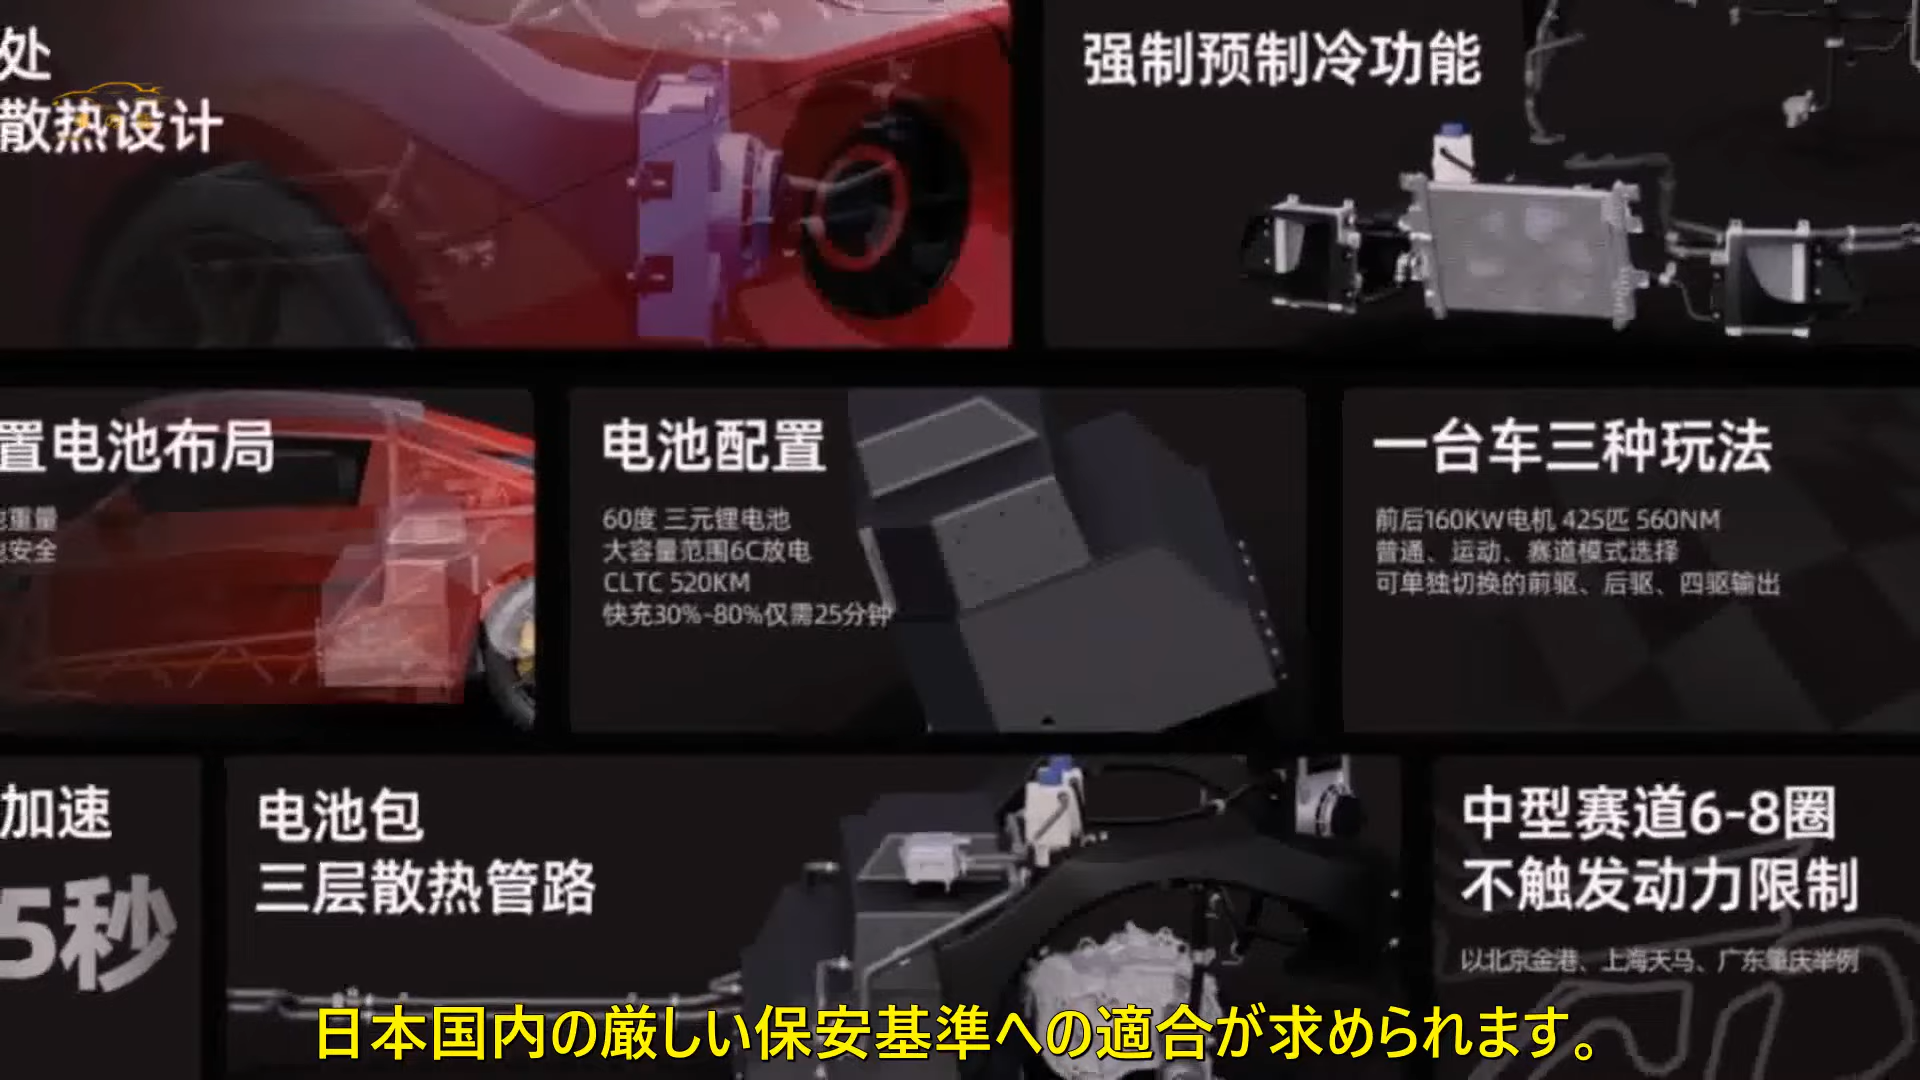 处
散热设计
强制预制冷功能
置电池布局
重量
安全
电池配置
60度 三元锂电池
大容量范围6C放电
CLTC 520KM
快充30%-80%仅需25分钟
一台车三种玩法
前后160KW电机 425匹 560NM
普通、运动、赛道模式选择
可单独切换的前驱、后驱、四驱输出
加速
5秒
电池包
三层散热管路
中型赛道6-8圈
不触发动力限制
以北京金港、上海天马、广东肇庆举例
日本国内の厳しい保安基準への適合が求められます。